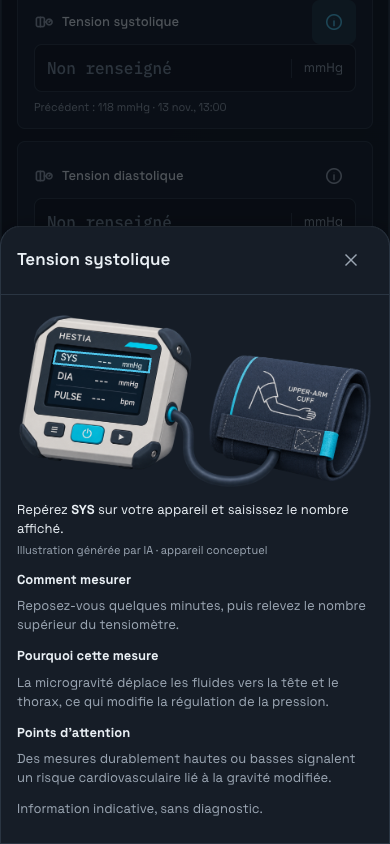 Tension systolique
Non renseigné mmHg
Précédent : 118 mmHg · 13 nov., 13:00
Tension diastolique
Non renseigné mmHg
Tension systolique
HESTIA
SYS --- mmHg
DIA --- mmHg
PULSE --- bpm
UPPER-ARM
CUFF
Repérez SYS sur votre appareil et saisissez le nombre
affiché.
Illustration générée par IA · appareil conceptuel
Comment mesurer
Reposez-vous quelques minutes, puis relevez le nombre
supérieur du tensiomètre.
Pourquoi cette mesure
La microgravité déplace les fluides vers la tête et le
thorax, ce qui modifie la régulation de la pression.
Points d'attention
Des mesures durablement hautes ou basses signalent
un risque cardiovasculaire lié à la gravité modifiée.
Information indicative, sans diagnostic.